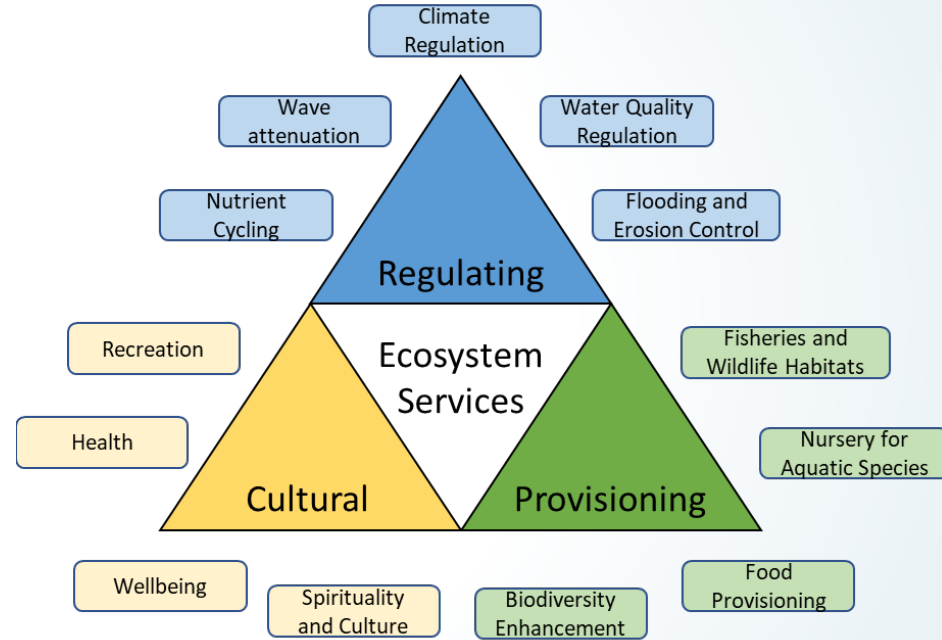 Climate
Regulation
Wave
attenuation
Water Quality
Regulation
Nutrient
Cycling
Flooding and
Erosion Control
Regulating
Recreation
Ecosystem
Services
Fisheries and
Wildlife Habitats
Health
Nursery for
Aquatic Species
Cultural
Provisioning
Wellbeing
Spirituality
and Culture
Biodiversity
Enhancement
Food
Provisioning